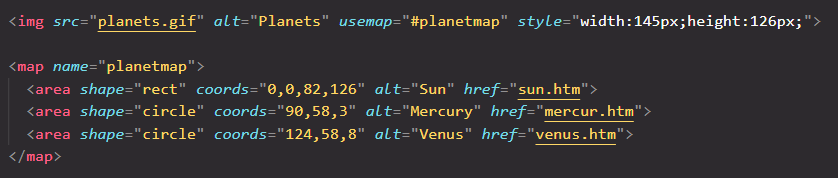 <img src="planets.gif" alt="Planets" usemap="#planetmap" style="width:145px;height:126px;">
<map name="planetmap">
<area shape="rect" coords="0,0,82,126" alt="Sun" href="sun.htm">
<area shape="circle" coords="90,58,3" alt="Mercury" href="mercur.htm">
<area shape="circle" coords="124,58,8" alt="Venus" href="venus.htm">
</map>